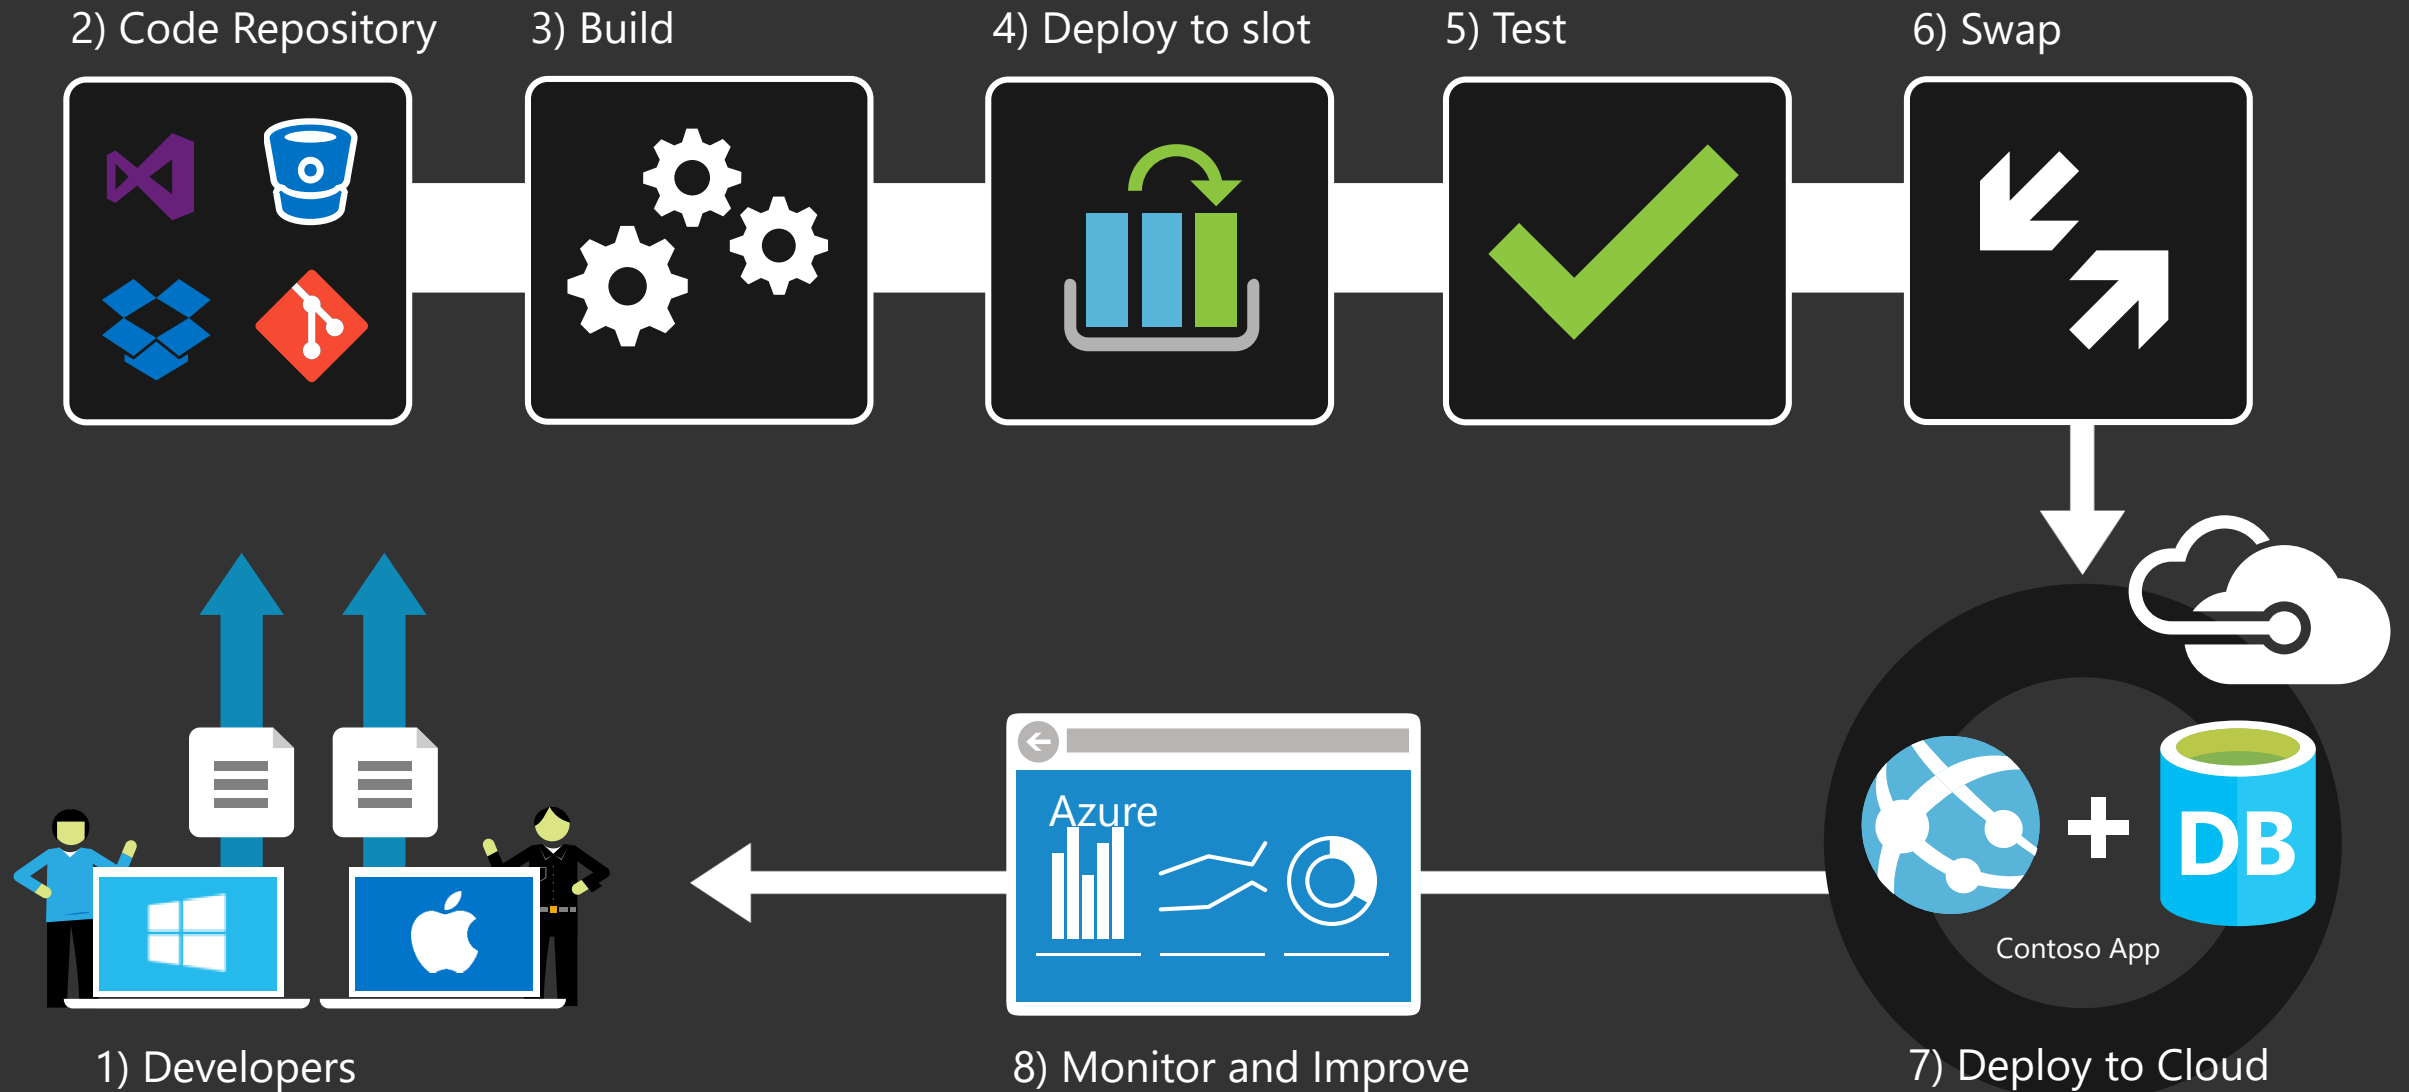 2) Code Repository
3) Build
4) Deploy to slot
5) Test
6) Swap
Azure
DB
Contoso App
1) Developers
8) Monitor and Improve
7) Deploy to Cloud